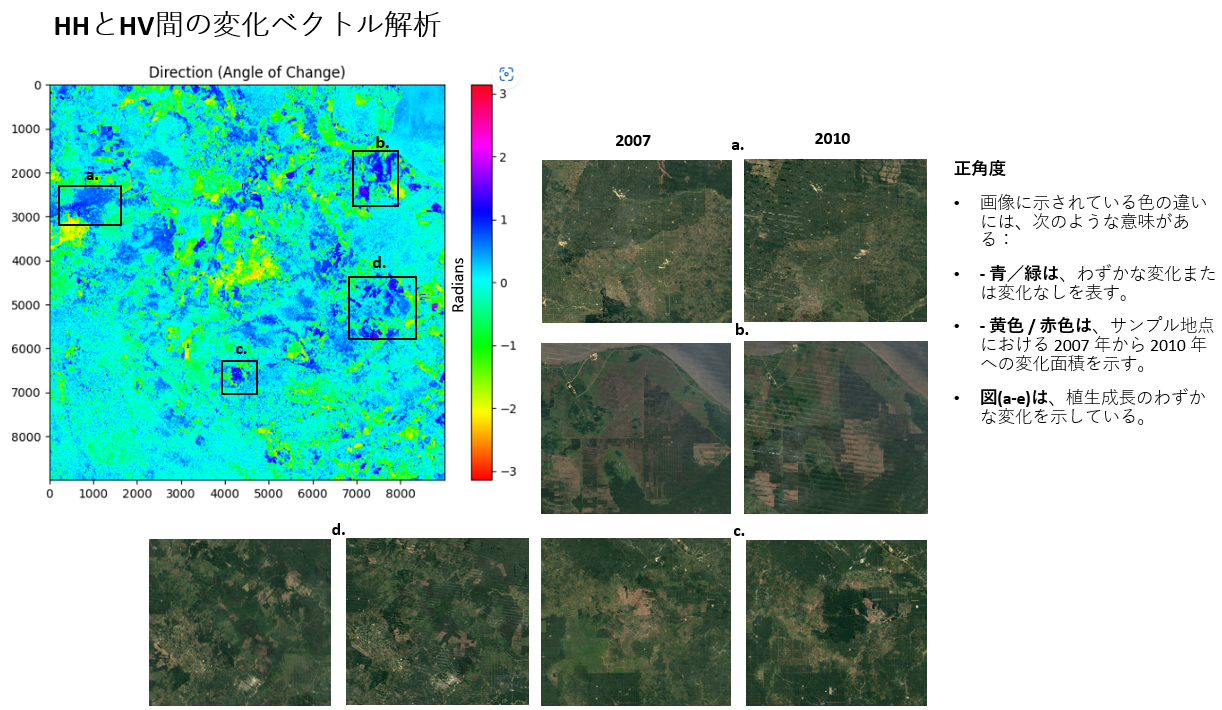 HHとHV間の変化ベクトル解析
Direction (Angle of Change)
0
1000
2000
3000
4000
5000
6000
7000
8000
0
1000
2000
3000
4000
5000
6000
7000
8000
a.
b.
d.
c.
3
2
1
0
−1
−2
−3
Radians
2007
a.
2010
b.
d.
c.
正角度
• 画像に示されている色の違い
には、次のような意味があ
る：
• - 青／緑は、わずかな変化また
は変化なしを表す。
• - 黄色 / 赤色は、サンプル地点
における 2007 年から 2010 年
への変化面積を示す。
• 図(a-e)は、植生成長のわずか
な変化を示している。